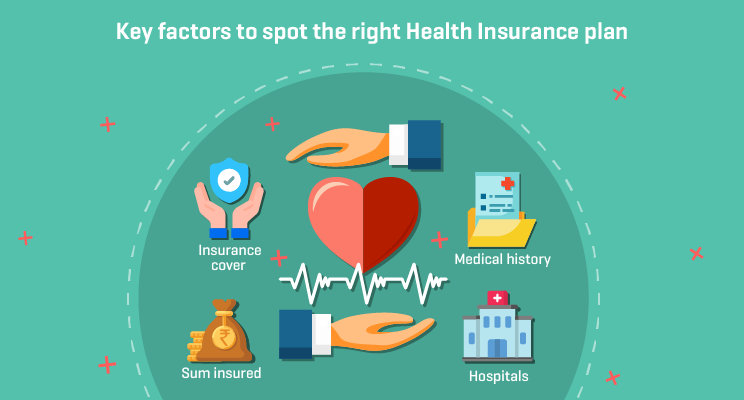 Key factors to spot the right Health Insurance plan
Insurance
cover
Medical history
₹
Sum insured
Hospitals